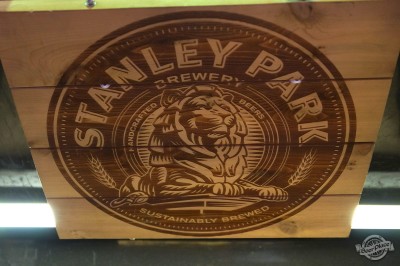 STANLEY PARK
BREWERY
HANDCRAFTED BEERS
SUSTAINABLY BREWED